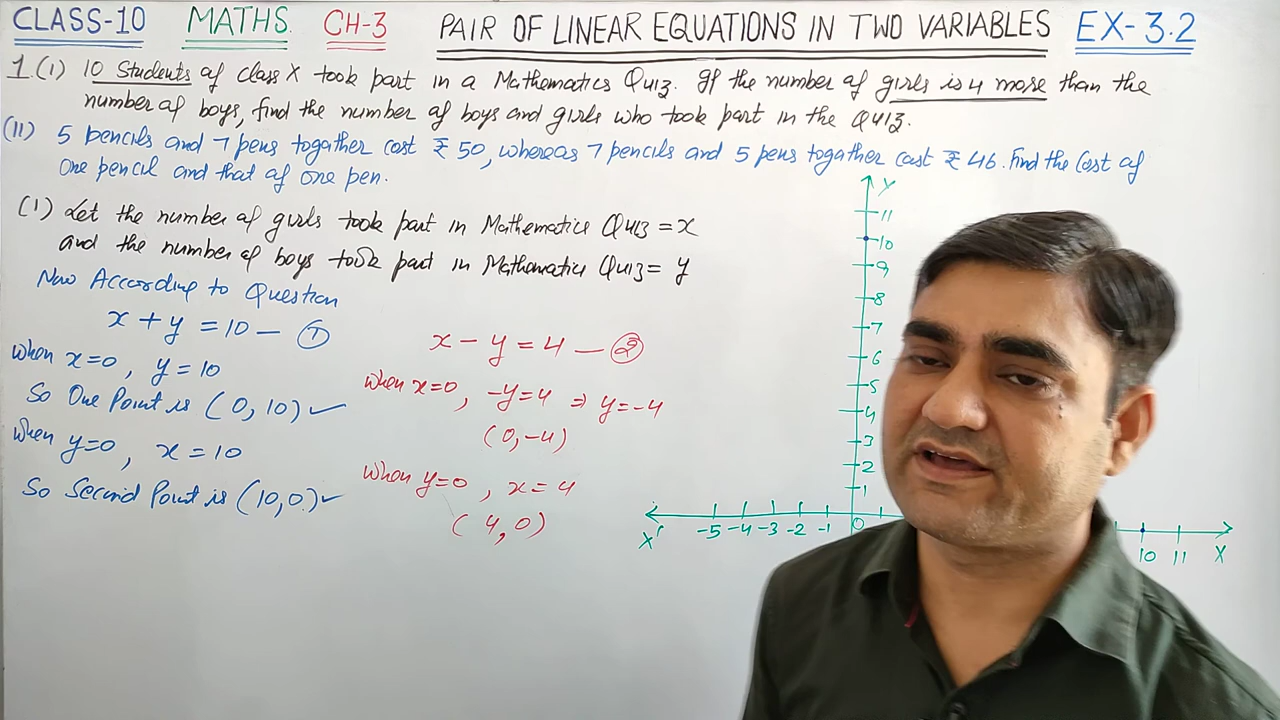 CLASS-10 MATHS. CH-3 PAIR OF LINEAR EQUATIONS IN TWO VARIABLES EX-3.2
1.(i) 10 Students of class X took part in a Mathematics Quiz. If the number of girls is 4 more than the
number of boys, find the number of boys and girls who took part in the Quiz.
(II) 5 pencils and 7 pens togather cost ₹ 50, whereas 7 pencils and 5 pens togather cost ₹ 46. Find the cost of
one pencil and that of one pen.
(i) Let the number of girls took part in Mathematics Quiz = x
and the number of boys took part in Mathematics Quiz = y
Now According to Question
x + y = 10 — ①
when x=0, y = 10
So One Point is (0, 10) ✓
when y=0, x = 10
So Second Point is (10,0) ✓
x - y = 4 — ②
when x=0, -y=4 ⇒ y=-4
(0,-4)
when y=0, x = 4
(4, 0)
Y
11
10
9
8
7
6
5
4
3
2
1
X' -5 -4 -3 -2 -1 0 10 11 X